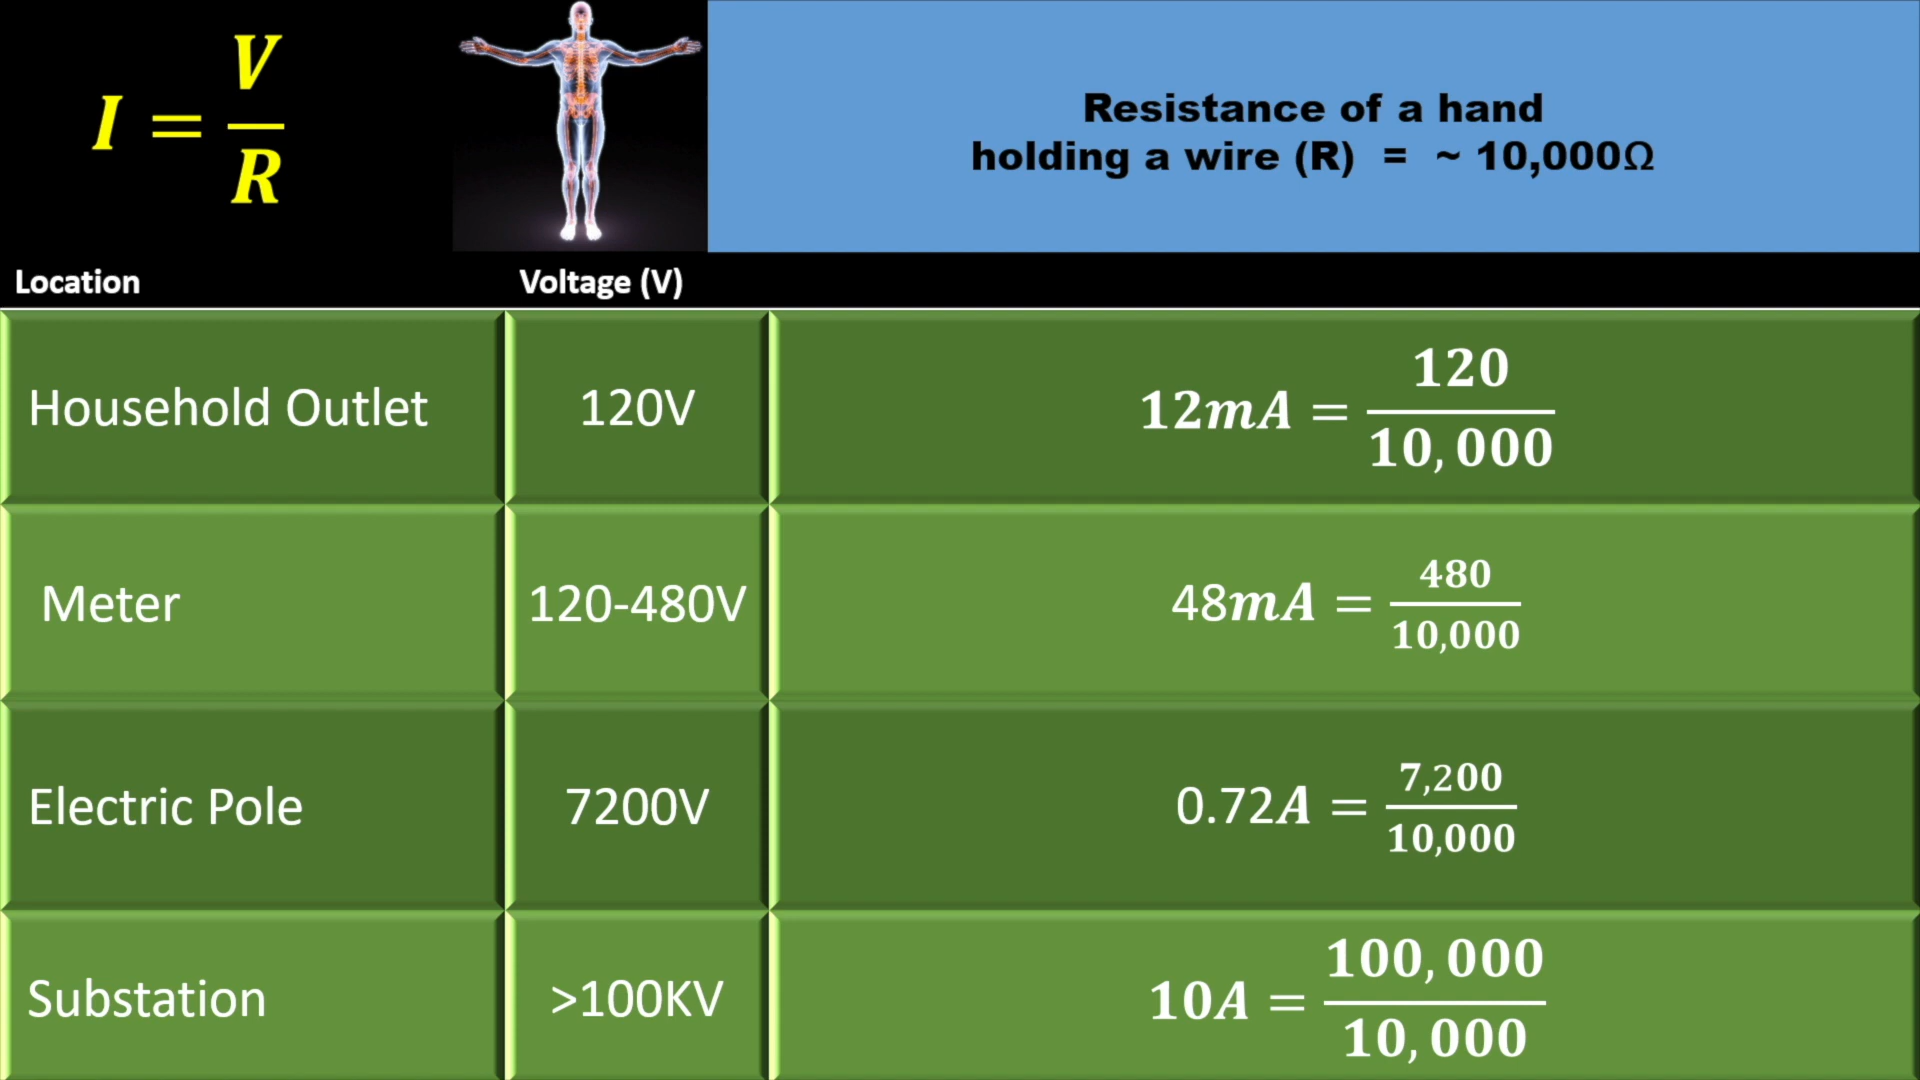 I = V/R
Resistance of a hand
holding a wire (R) = ~ 10,000Ω
Location Voltage (V)
Household Outlet 120V 12mA = 120/10,000
Meter 120-480V 48mA = 480/10,000
Electric Pole 7200V 0.72A = 7,200/10,000
Substation >100KV 10A = 100,000/10,000